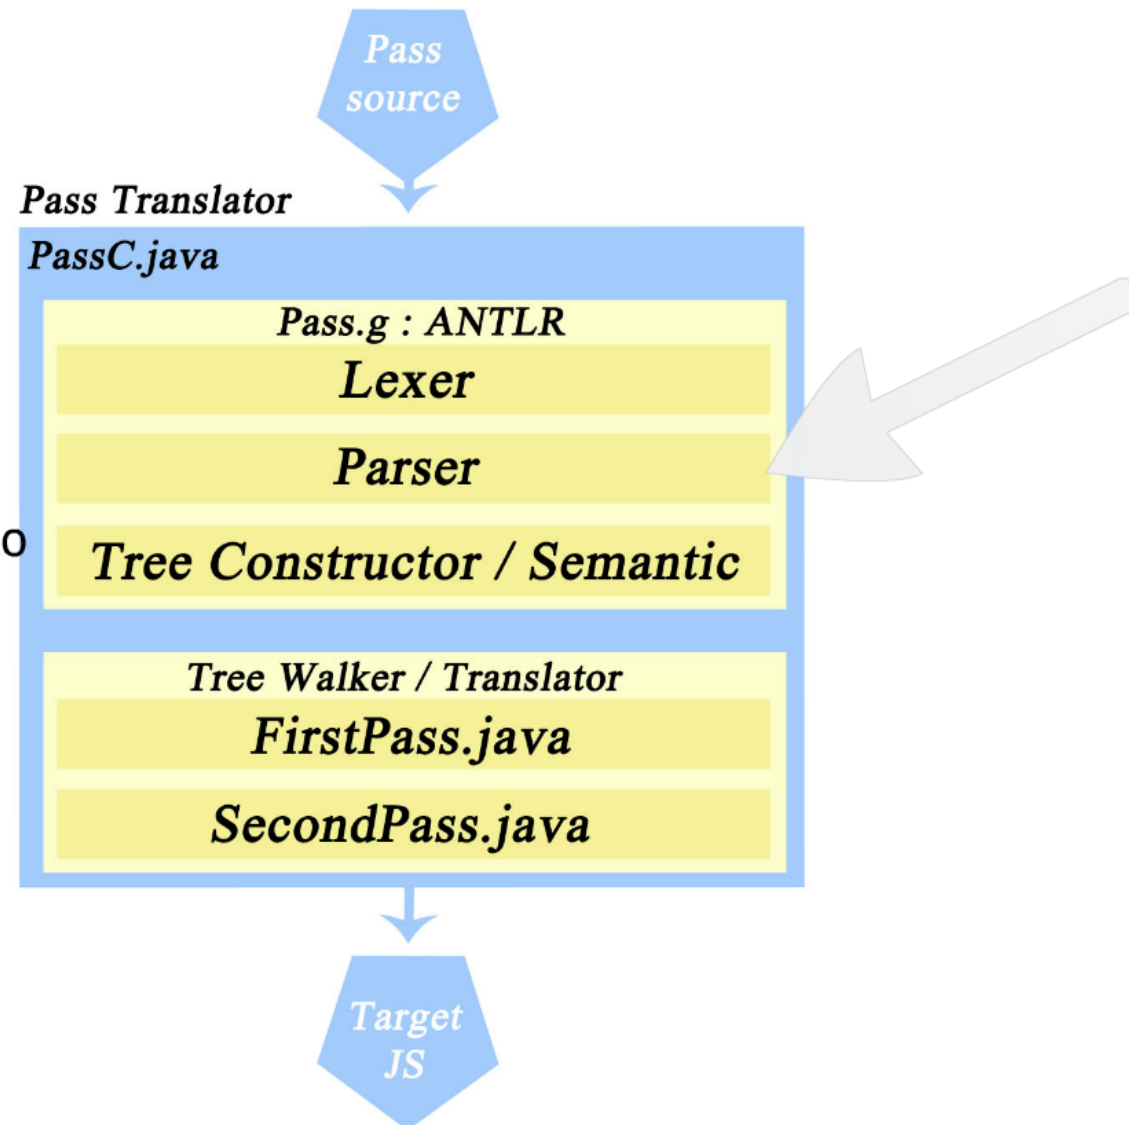 Pass
source
Pass Translator
PassC.java
Pass.g : ANTLR
Lexer
Parser
o
Tree Constructor / Semantic
Tree Walker / Translator
FirstPass.java
SecondPass.java
Target
JS